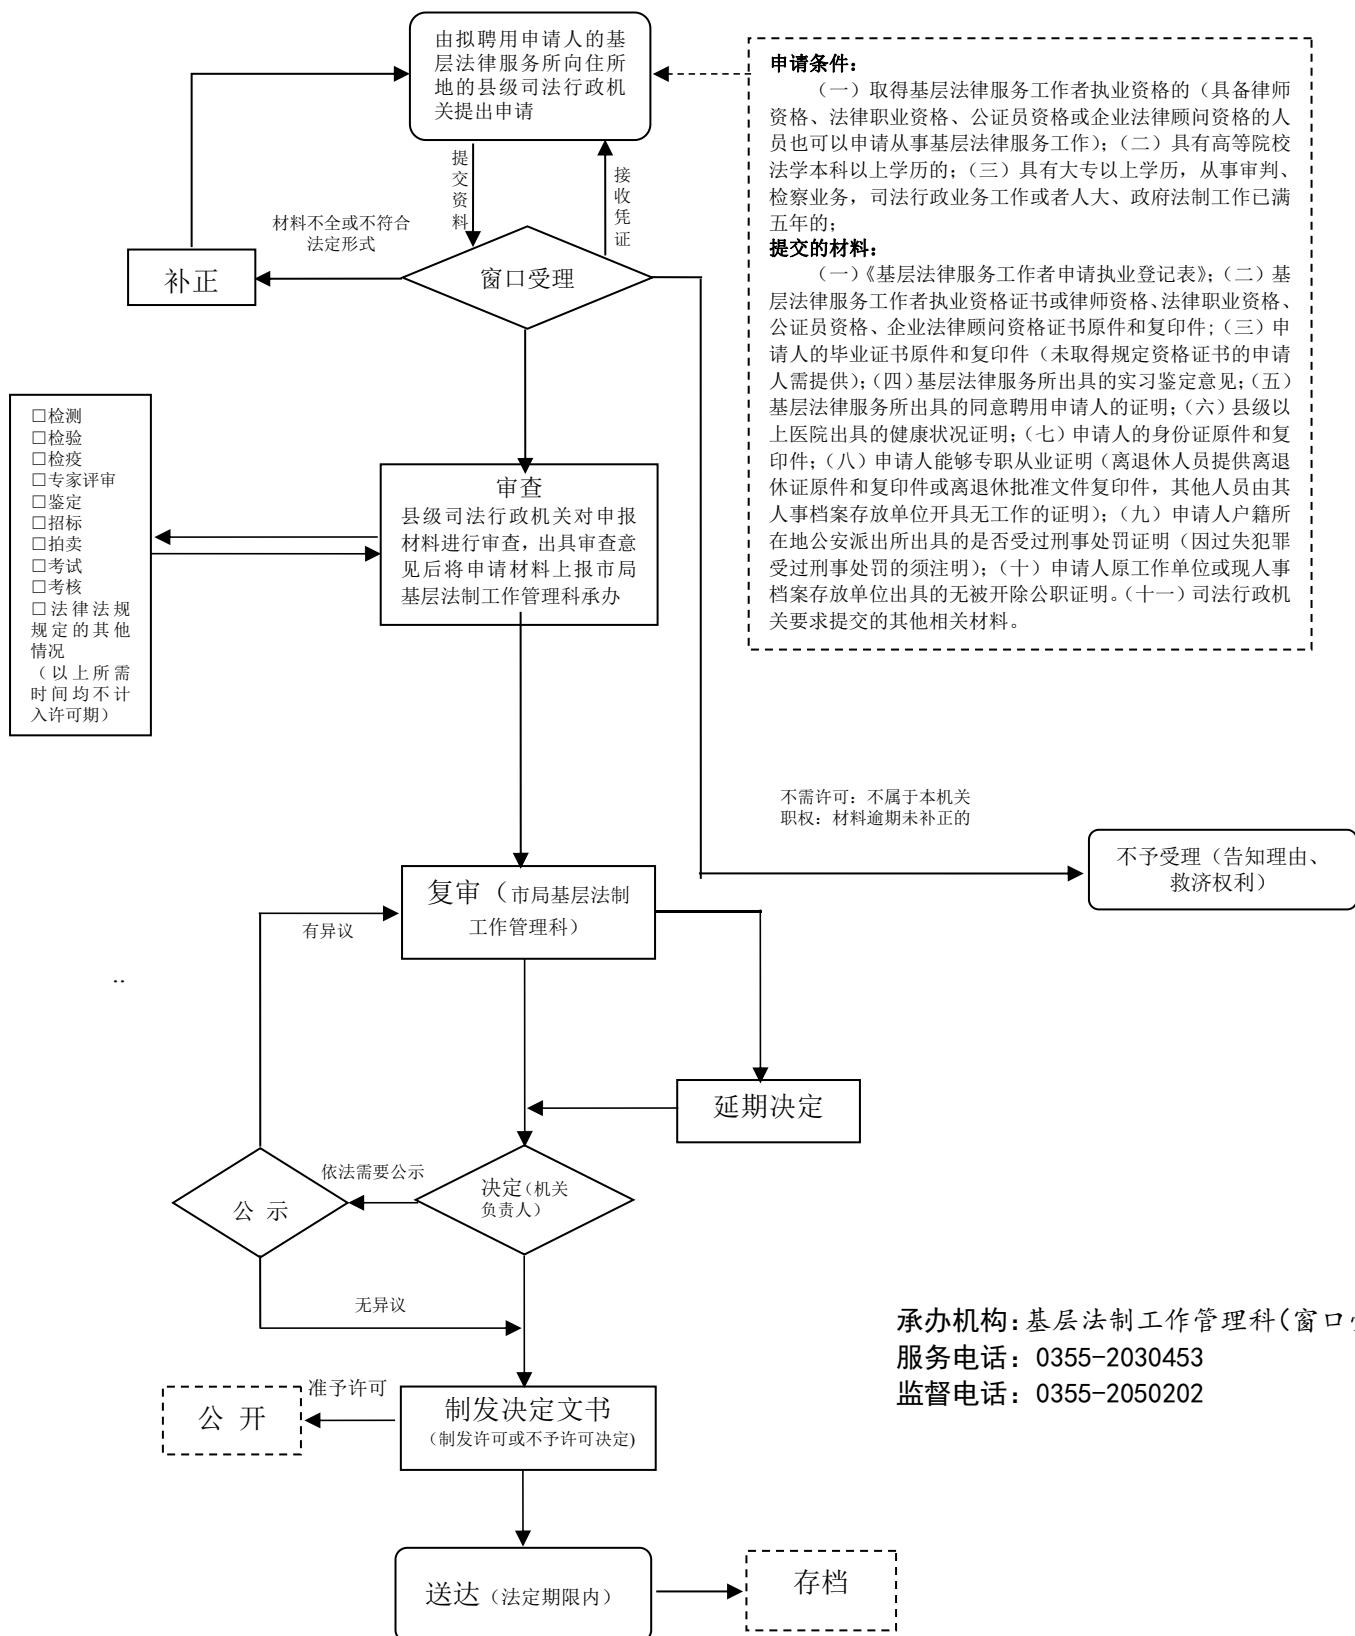 由拟聘用申请人的基
层法律服务所向住所
地的县级司法行政机
关提出申请
申请条件：
（一）取得基层法律服务工作者执业资格的（具备律师
资格、法律职业资格、公证员资格或企业法律顾问资格的人
员也可以申请从事基层法律服务工作）；（二）具有高等院校
法学本科以上学历的；（三）具有大专以上学历，从事审判、
检察业务，司法行政业务工作或者人大、政府法制工作已满
五年的；
提交的材料：
（一）《基层法律服务工作者申请执业登记表》；（二）基
层法律服务工作者执业资格证书或律师资格、法律职业资格、
公证员资格、企业法律顾问资格证书原件和复印件；（三）申
请人的毕业证书原件和复印件（未取得规定资格证书的申请
人需提供）；（四）基层法律服务所出具的实习鉴定意见；（五）
基层法律服务所出具的同意聘用申请人的证明；（六）县级以
上医院出具的健康状况证明；（七）申请人的身份证原件和复
印件；（八）申请人能够专职从业证明（离退休人员提供离退
休证原件和复印件或离退休批准文件复印件，其他人员由其
人事档案存放单位开具无工作的证明）；（九）申请人户籍所
在地公安派出所出具的是否受过刑事处罚证明（因过失犯罪
受过刑事处罚的须注明）；（十）申请人原工作单位或现人事
档案存放单位出具的无被开除公职证明。（十一）司法行政机
关要求提交的其他相关材料。
提交资料
接收凭证
材料不全或不符合
法定形式
补正
窗口受理
□检测
□检验
□检疫
□专家评审
□鉴定
□招标
□拍卖
□考试
□考核
□法律法规
规定的其他
情况
（以上所需
时间均不计
入许可期）
审查
县级司法行政机关对申报
材料进行审查，出具审查意
见后将申请材料上报市局
基层法制工作管理科承办
不需许可：不属于本机关
职权：材料逾期未补正的
不予受理（告知理由、
救济权利）
复审（市局基层法制
工作管理科）
有异议
..
延期决定
依法需要公示
公 示
决定（机关
负责人）
无异议
承办机构：基层法制工作管理科（窗口
服务电话：0355-2030453
监督电话：0355-2050202
准予许可
公 开
制发决定文书
（制发许可或不予许可决定)
送达（法定期限内）
存档